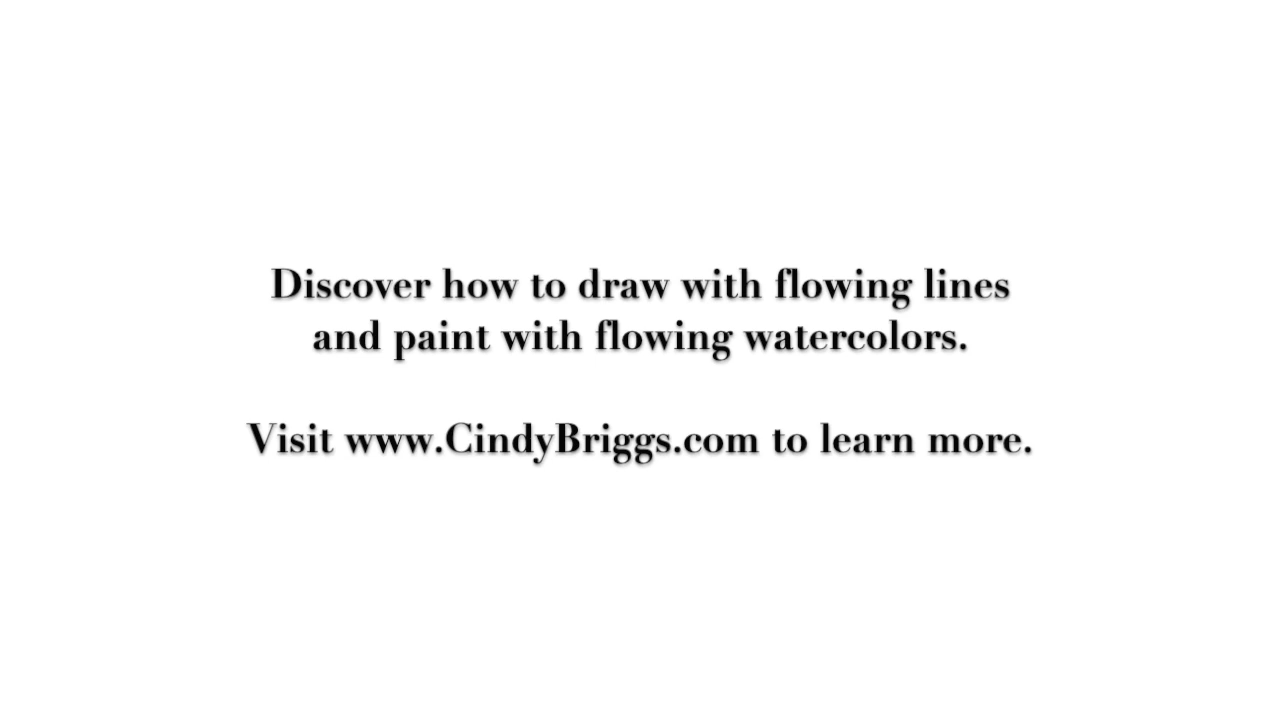 Discover how to draw with flowing lines
and paint with flowing watercolors.
Visit www.CindyBriggs.com to learn more.